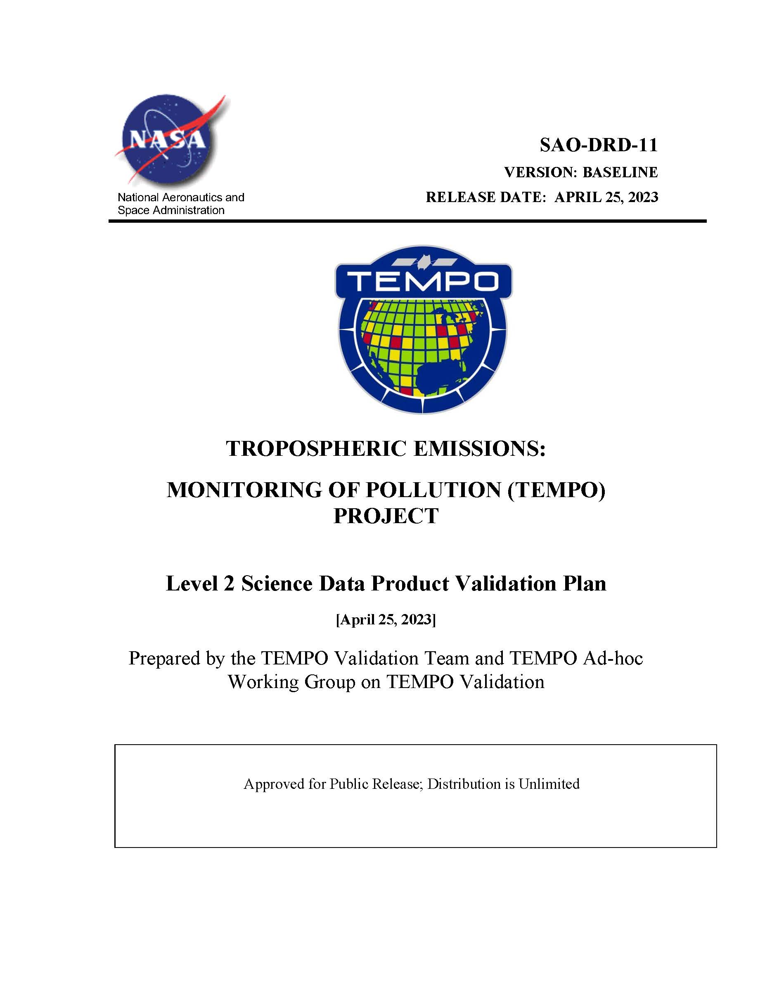 NASA
National Aeronautics and
Space Administration
SAO-DRD-11
VERSION: BASELINE
RELEASE DATE: APRIL 25, 2023
TEMPO
TROPOSPHERIC EMISSIONS:
MONITORING OF POLLUTION (TEMPO)
PROJECT
Level 2 Science Data Product Validation Plan
[April 25, 2023]
Prepared by the TEMPO Validation Team and TEMPO Ad-hoc
Working Group on TEMPO Validation
Approved for Public Release; Distribution is Unlimited